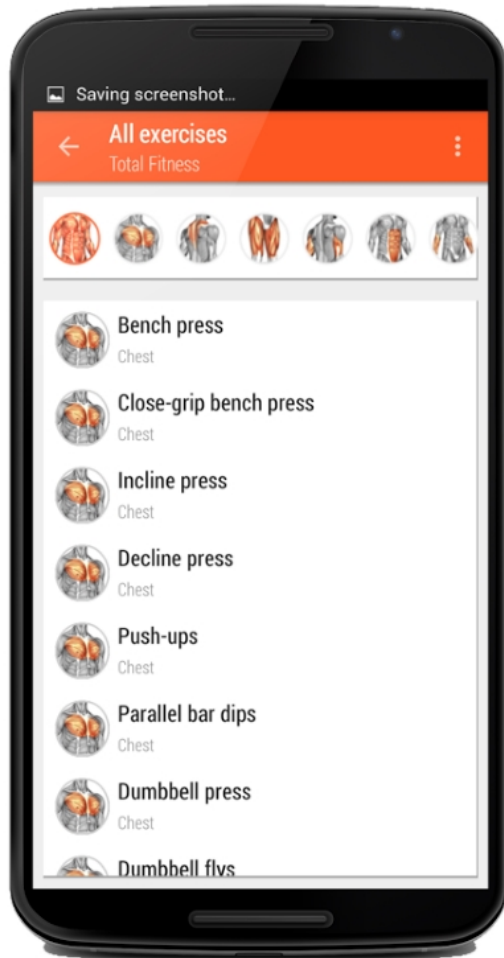 Saving screenshot...
All exercises
Total Fitness
Bench press
Chest
Close-grip bench press
Chest
Incline press
Chest
Decline press
Chest
Push-ups
Chest
Parallel bar dips
Chest
Dumbbell press
Chest
Dumbbell flys